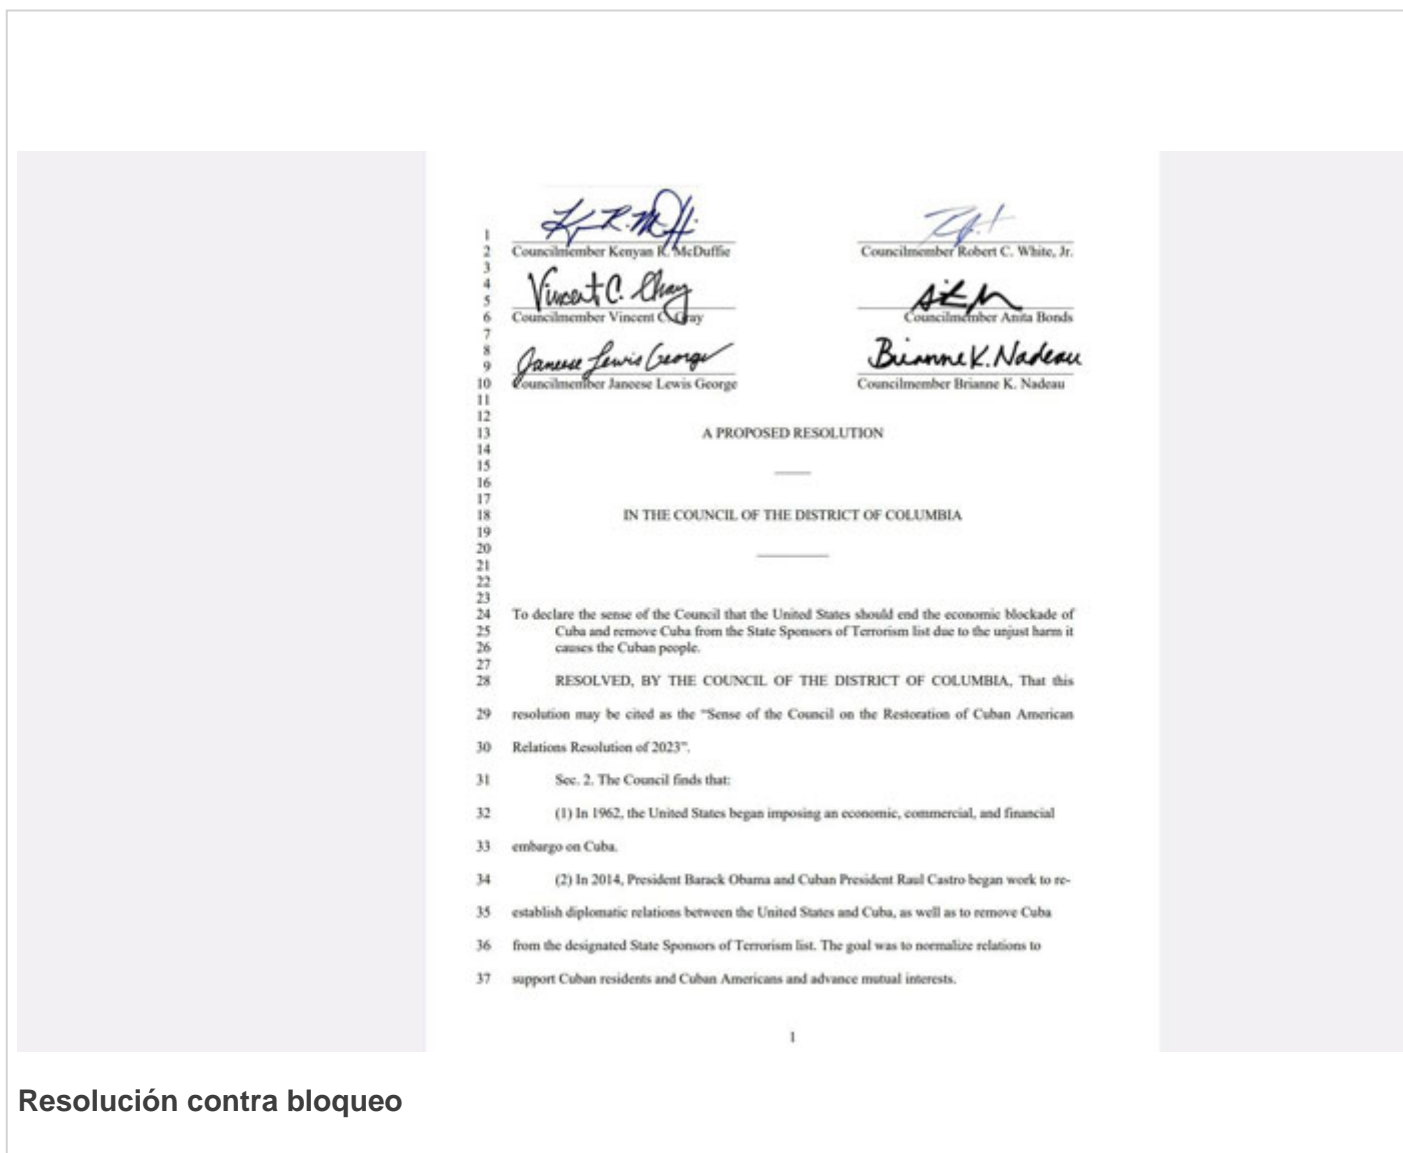 1
2 Councilmember Kenyan R. McDuffie Councilmember Robert C. White, Jr.
3
4 Vincent C. Gray
5
6 Councilmember Vincent C. Gray Councilmember Anita Bonds
7
8 Janeese Lewis George Brianne K. Nadeau
9
10 Councilmember Janeese Lewis George Councilmember Brianne K. Nadeau
11
12
13 A PROPOSED RESOLUTION
14
15
16
17
18 IN THE COUNCIL OF THE DISTRICT OF COLUMBIA
19
20
21
22
23
24 To declare the sense of the Council that the United States should end the economic blockade of
25 Cuba and remove Cuba from the State Sponsors of Terrorism list due to the unjust harm it
26 causes the Cuban people.
27
28 RESOLVED, BY THE COUNCIL OF THE DISTRICT OF COLUMBIA, That this
29 resolution may be cited as the “Sense of the Council on the Restoration of Cuban American
30 Relations Resolution of 2023”.
31 Sec. 2. The Council finds that:
32 (1) In 1962, the United States began imposing an economic, commercial, and financial
33 embargo on Cuba.
34 (2) In 2014, President Barack Obama and Cuban President Raul Castro began work to re-
35 establish diplomatic relations between the United States and Cuba, as well as to remove Cuba
36 from the designated State Sponsors of Terrorism list. The goal was to normalize relations to
37 support Cuban residents and Cuban Americans and advance mutual interests.
1
Resolución contra bloqueo